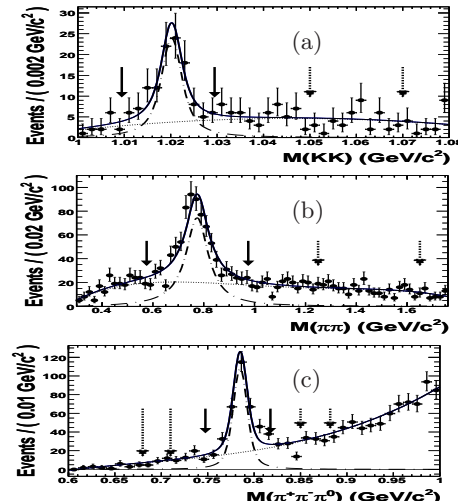 Events / ( 0.002 GeV/c² )
25
20
15
10
5
0
(a)
1 1.01 1.02 1.03 1.04 1.05 1.06 1.07 1.08
M(KK) (GeV/c²)
Events / ( 0.02 GeV/c² )
100
80
60
40
20
0
(b)
0.4 0.6 0.8 1 1.2 1.4 1.6
M(ππ) (GeV/c²)
Events / ( 0.01 GeV/c² )
120
100
80
60
40
20
0
(c)
0.6 0.65 0.7 0.75 0.8 0.85 0.9 0.95 1
M(π⁺π⁻π⁰) (GeV/c²)